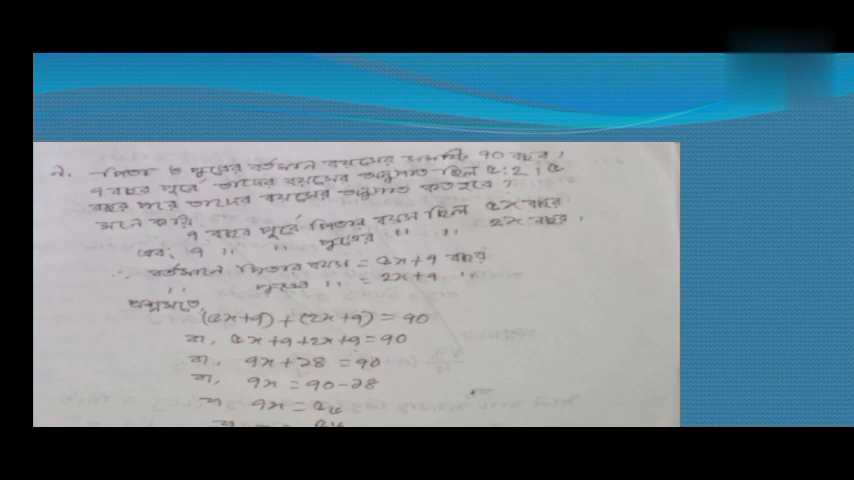 ২. পিতা ও পুত্রের বর্তমান বয়সের সমষ্টি ৭০ বছর।
৭ বছর পূর্বে তাদের বয়সের অনুপাত ছিল ৫:২। ৫
বছর পরে তাদের বয়সের অনুপাত কত হবে?
মনে করি,
৭ বছর পূর্বে পিতার বয়স ছিল ৫x বছর
এবং ৭ " " পুত্রের " " ২x বছর।
∴ বর্তমানে পিতার বয়স = ৫x+৭ বছর
" পুত্রের " = ২x+৭ "
প্রশ্নমতে,
(৫x+৭)+(২x+৭)=৭০
বা, ৫x+৭+২x+৭=৭০
বা, ৭x+১৪=৭০
বা, ৭x=৭০-১৪
বা ৭x=৫৬